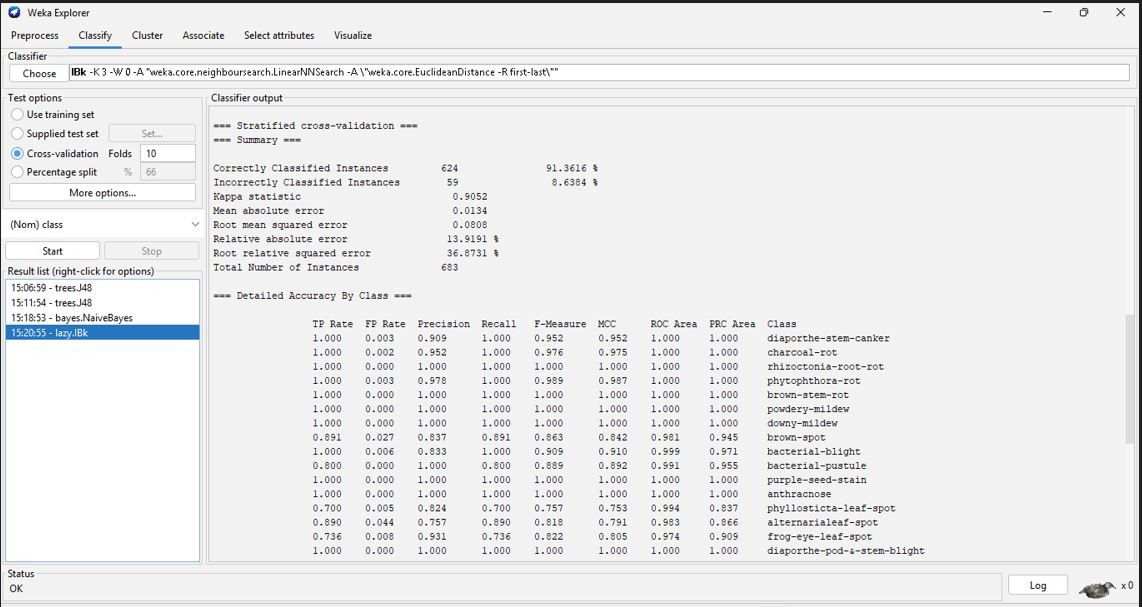 Weka Explorer
Preprocess Classify Cluster Associate Select attributes Visualize
Classifier
Choose IBk -K 3 -W 0 -A "weka.core.neighboursearch.LinearNNSearch -A \"weka.core.EuclideanDistance -R first-last\""
Test options
Use training set
Supplied test set Set...
Cross-validation Folds 10
Percentage split % 66
More options...
(Nom) class
Start Stop
Result list (right-click for options)
15:06:59 - trees.J48
15:11:54 - trees.J48
15:18:53 - bayes.NaiveBayes
15:20:55 - lazy.IBk
Classifier output
=== Stratified cross-validation ===
=== Summary ===
Correctly Classified Instances 624 91.3616 %
Incorrectly Classified Instances 59 8.6384 %
Kappa statistic 0.9052
Mean absolute error 0.0134
Root mean squared error 0.0808
Relative absolute error 13.9191 %
Root relative squared error 36.8731 %
Total Number of Instances 683
=== Detailed Accuracy By Class ===
TP Rate FP Rate Precision Recall F-Measure MCC ROC Area PRC Area Class
1.000 0.003 0.909 1.000 0.952 0.952 1.000 1.000 diaporthe-stem-canker
1.000 0.002 0.952 1.000 0.976 0.975 1.000 1.000 charcoal-rot
1.000 0.000 1.000 1.000 1.000 1.000 1.000 1.000 rhizoctonia-root-rot
1.000 0.003 0.978 1.000 0.989 0.987 1.000 1.000 phytophthora-rot
1.000 0.000 1.000 1.000 1.000 1.000 1.000 1.000 brown-stem-rot
1.000 0.000 1.000 1.000 1.000 1.000 1.000 1.000 powdery-mildew
1.000 0.000 1.000 1.000 1.000 1.000 1.000 1.000 downy-mildew
0.891 0.027 0.837 0.891 0.863 0.842 0.981 0.945 brown-spot
1.000 0.006 0.833 1.000 0.909 0.910 0.999 0.971 bacterial-blight
0.800 0.000 1.000 0.800 0.889 0.892 0.991 0.955 bacterial-pustule
1.000 0.000 1.000 1.000 1.000 1.000 1.000 1.000 purple-seed-stain
1.000 0.000 1.000 1.000 1.000 1.000 1.000 1.000 anthracnose
0.700 0.005 0.824 0.700 0.757 0.753 0.994 0.837 phyllosticta-leaf-spot
0.890 0.044 0.757 0.890 0.818 0.791 0.983 0.866 alternarialeaf-spot
0.736 0.008 0.931 0.736 0.822 0.805 0.974 0.909 frog-eye-leaf-spot
1.000 0.000 1.000 1.000 1.000 1.000 1.000 1.000 diaporthe-pod-&-stem-blight
Status
OK
Log x 0